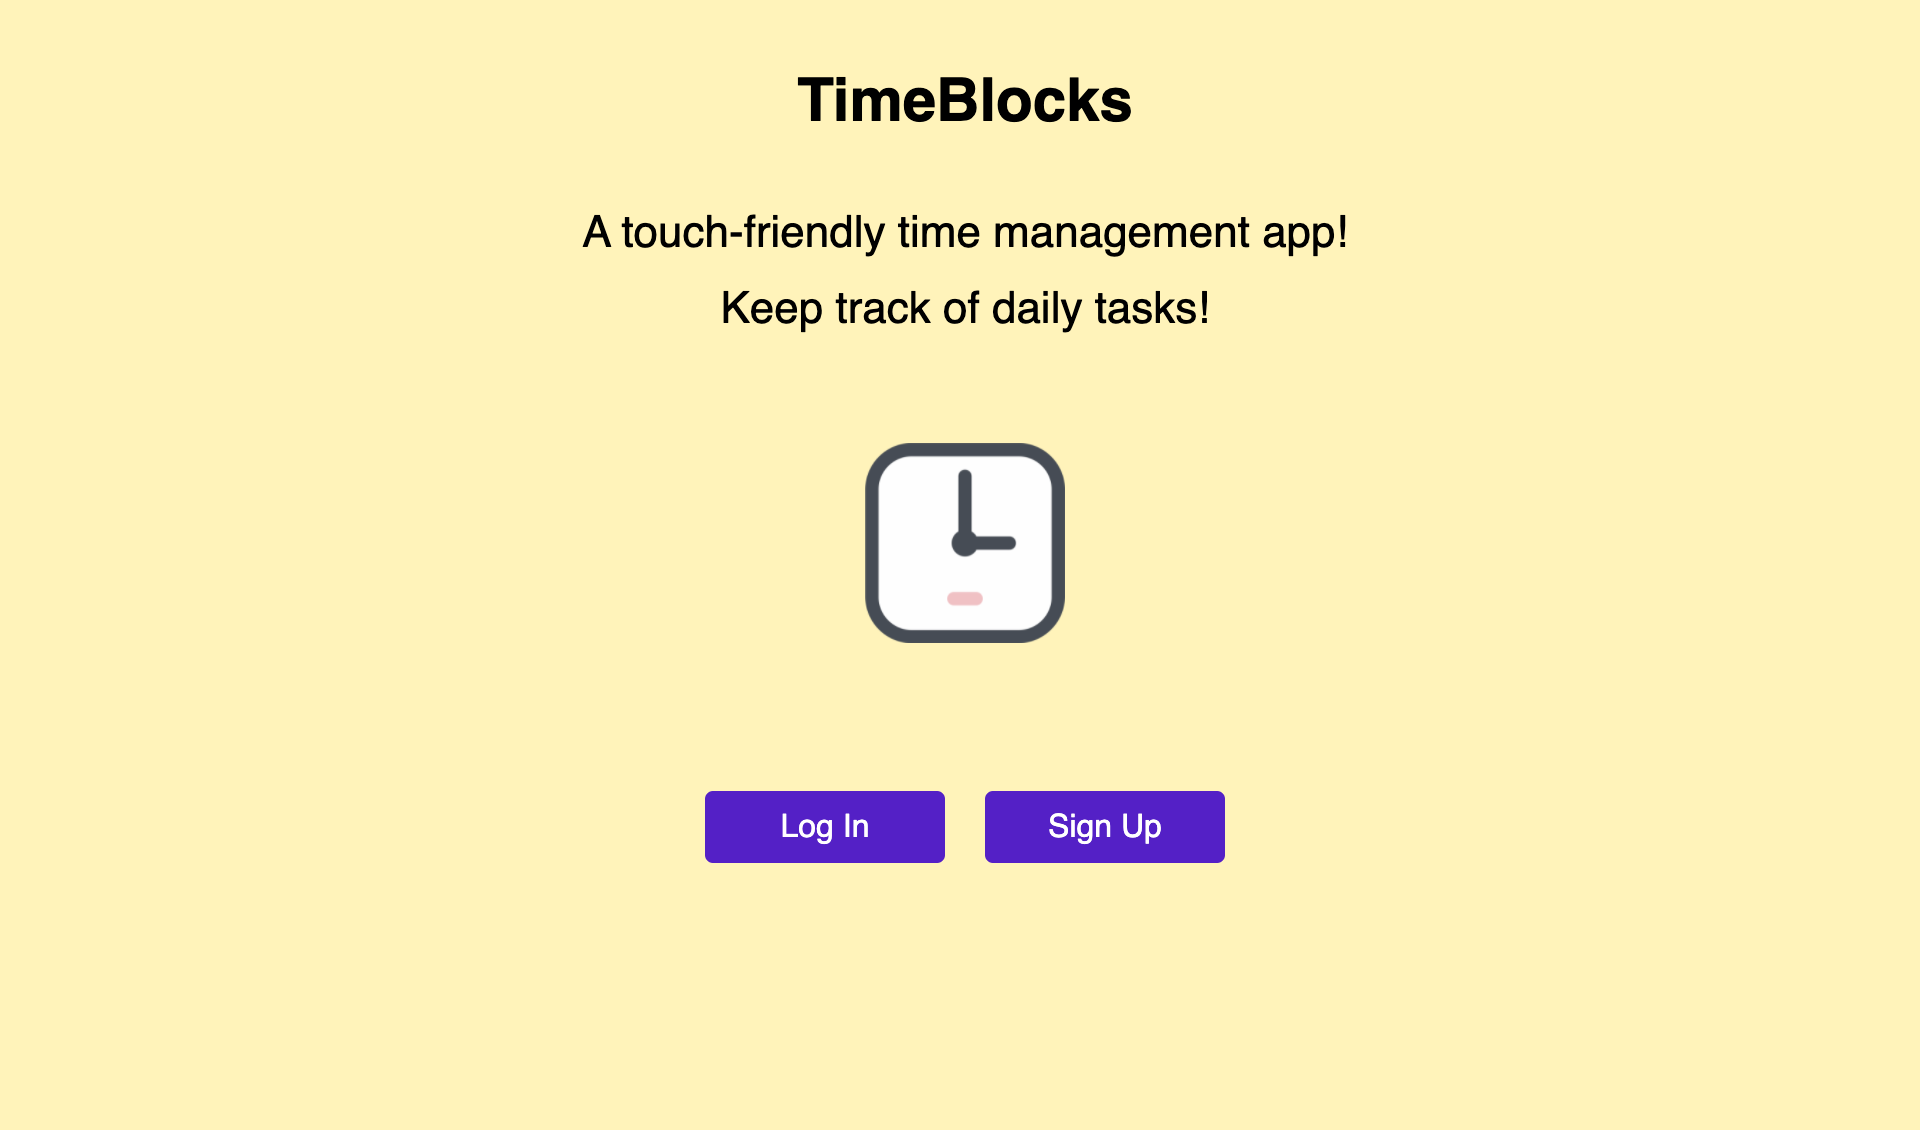 TimeBlocks
A touch-friendly time management app!
Keep track of daily tasks!
Log In
Sign Up